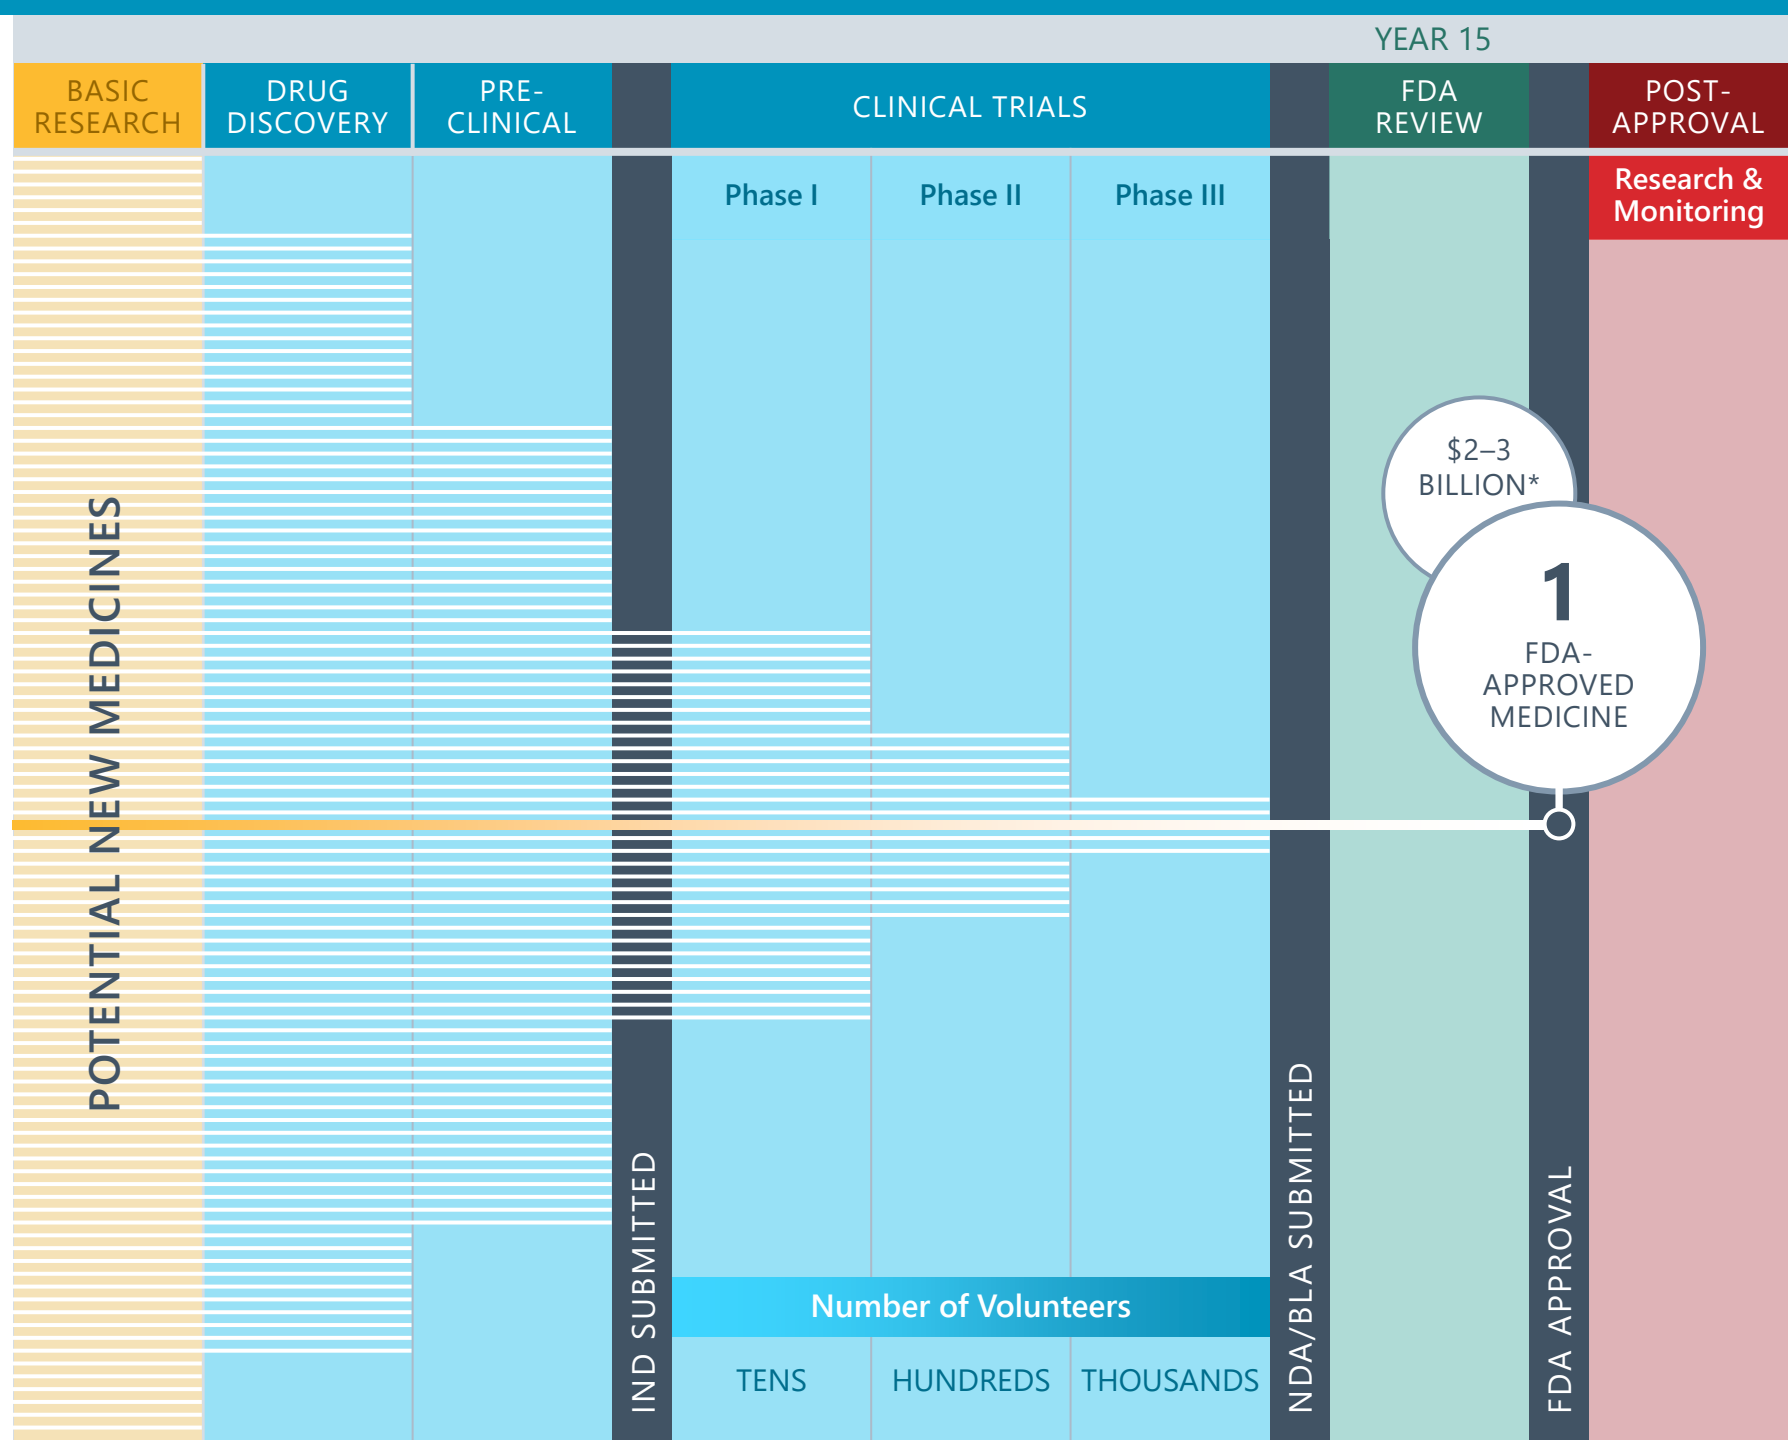 YEAR 15
BASIC
RESEARCH
DRUG
DISCOVERY
PRE-
CLINICAL
CLINICAL TRIALS
FDA
REVIEW
POST-
APPROVAL
Phase I
Phase II
Phase III
Research &
Monitoring
POTENTIAL NEW MEDICINES
$2–3
BILLION*
1
FDA-
APPROVED
MEDICINE
IND SUBMITTED
NDA/BLA SUBMITTED
FDA APPROVAL
Number of Volunteers
TENS
HUNDREDS
THOUSANDS